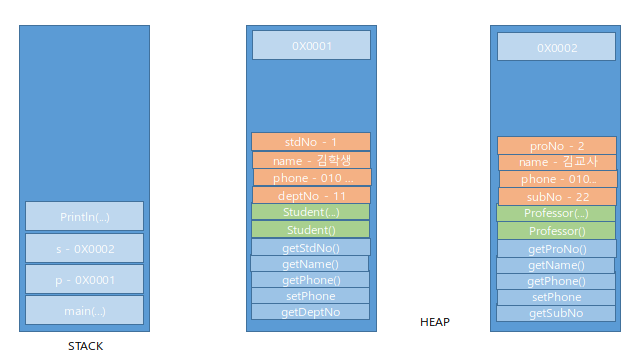 Println(...)
s - 0X0002
p - 0X0001
main(...)
STACK
0X0001
stdNo - 1
name - 김학생
phone - 010 ...
deptNo - 11
Student(...)
Student()
getStdNo()
getName()
getPhone()
setPhone
getDeptNo
HEAP
0X0002
proNo - 2
name - 김교사
phone - 010...
subNo - 22
Professor(...)
Professor()
getProNo()
getName()
getPhone()
setPhone
getSubNo